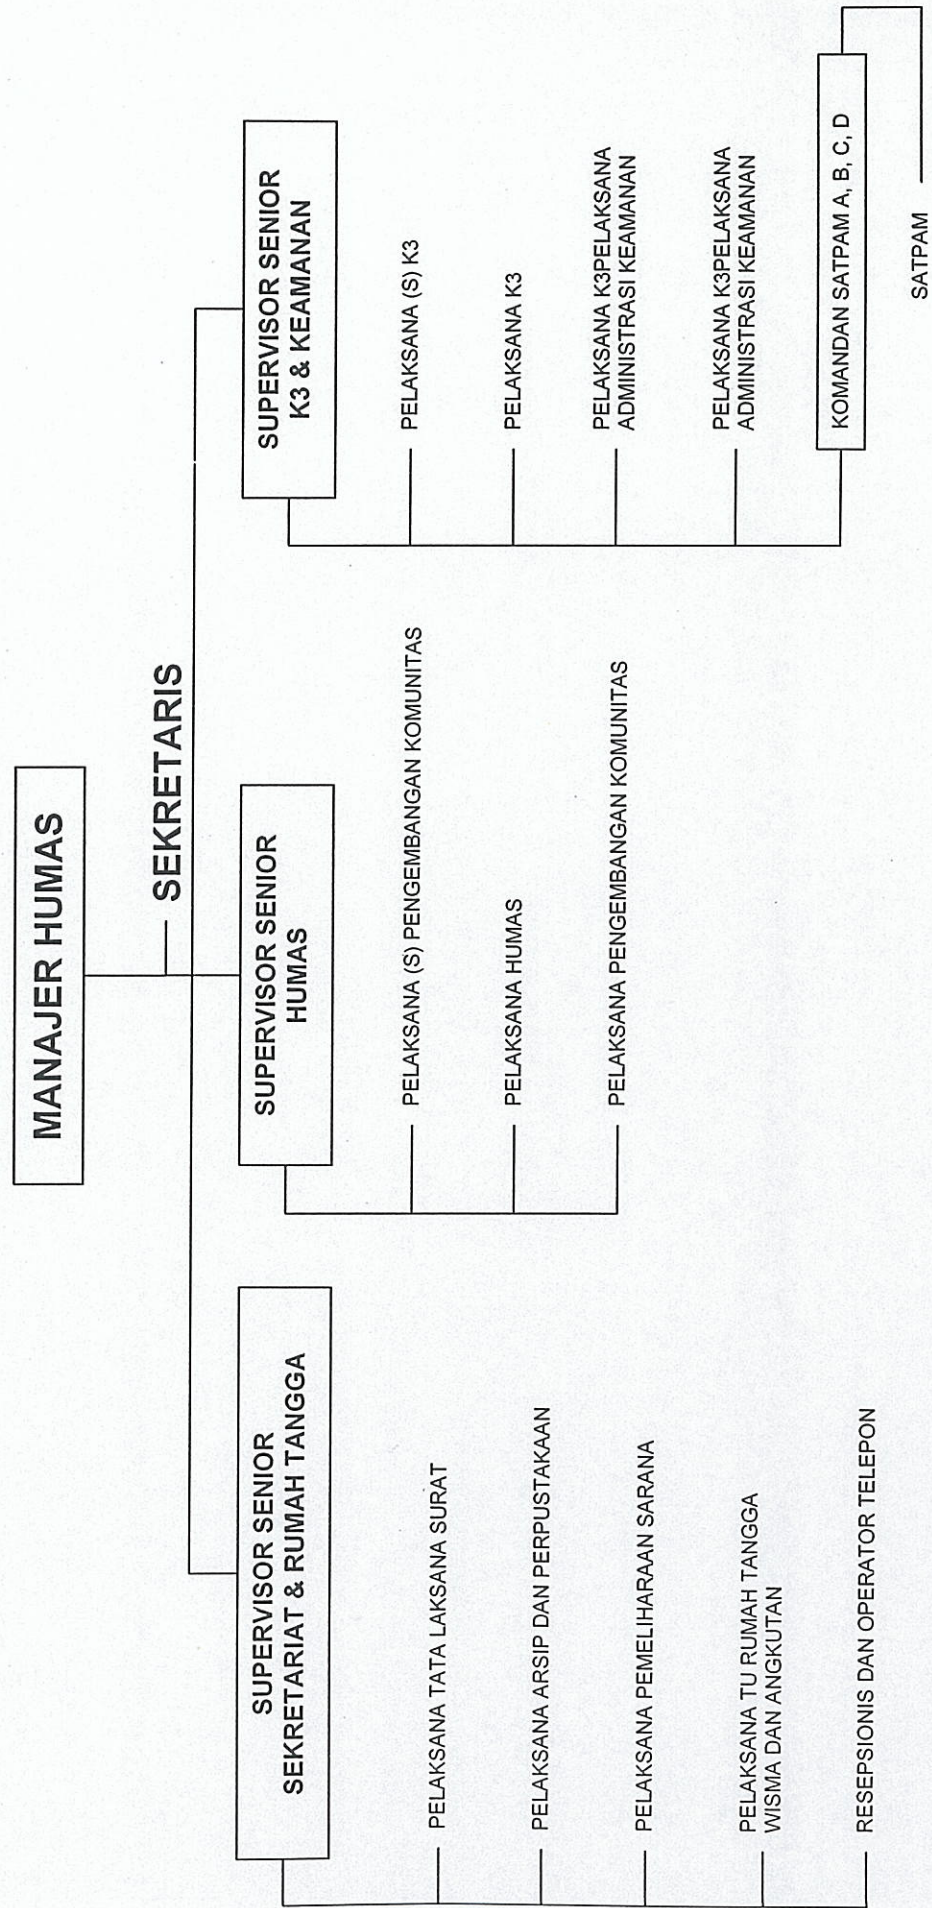 MANAJER HUMAS
SEKRETARIS
SUPERVISOR SENIOR
SEKRETARIAT & RUMAH TANGGA
PELAKSANA TATA LAKSANA SURAT
PELAKSANA ARSIP DAN PERPUSTAKAAN
PELAKSANA PEMELIHARAAN SARANA
PELAKSANA TU RUMAH TANGGA
WISMA DAN ANGKUTAN
RESEPSIONIS DAN OPERATOR TELEPON
SUPERVISOR SENIOR
HUMAS
PELAKSANA (S) PENGEMBANGAN KOMUNITAS
PELAKSANA HUMAS
PELAKSANA PENGEMBANGAN KOMUNITAS
SUPERVISOR SENIOR
K3 & KEAMANAN
PELAKSANA (S) K3
PELAKSANA K3
PELAKSANA K3PELAKSANA
ADMINISTRASI KEAMANAN
PELAKSANA K3PELAKSANA
ADMINISTRASI KEAMANAN
KOMANDAN SATPAM A, B, C, D
SATPAM